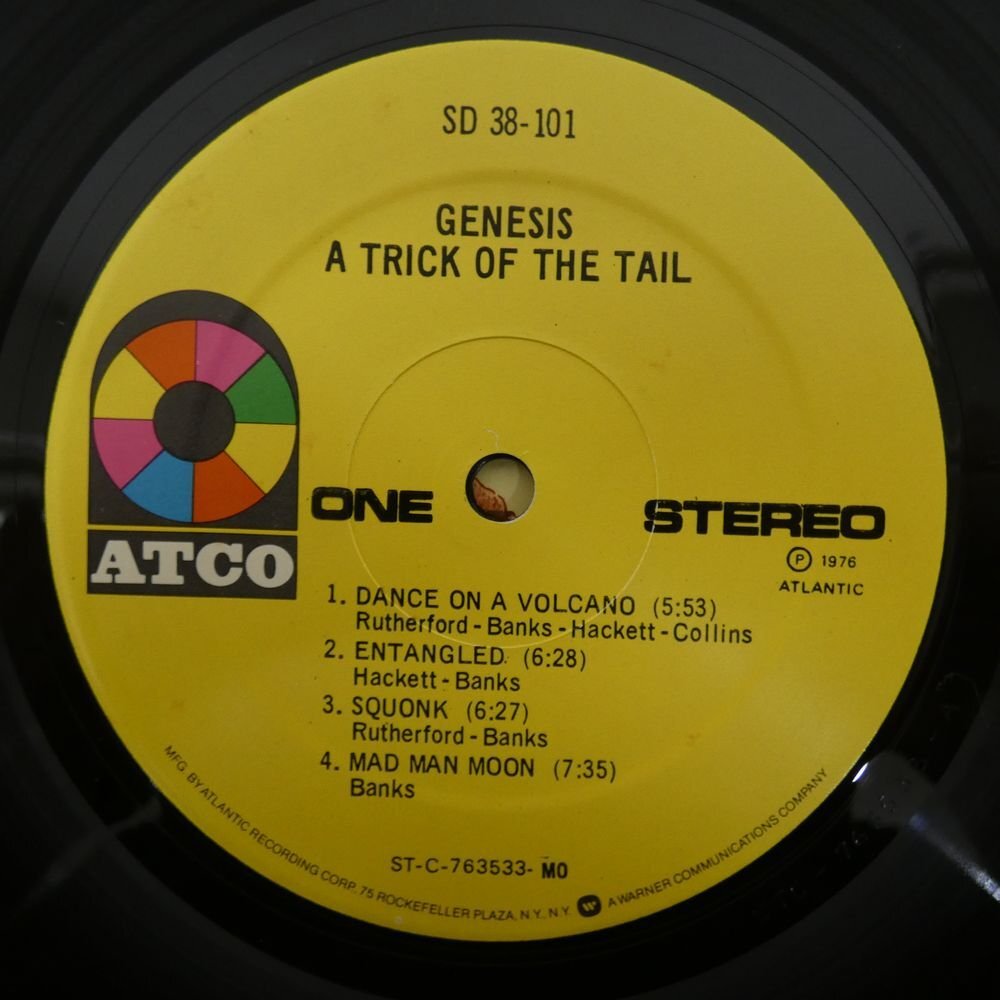 SD 38-101
GENESIS
A TRICK OF THE TAIL
ATCO
ONE
STEREO
Ⓟ 1976
ATLANTIC
1. DANCE ON A VOLCANO (5:53)
Rutherford - Banks - Hackett - Collins
2. ENTANGLED (6:28)
Hackett - Banks
3. SQUONK (6:27)
Rutherford - Banks
4. MAD MAN MOON (7:35)
Banks
ST-C-763533- MO
MFG. BY ATLANTIC RECORDING CORP. 75 ROCKEFELLER PLAZA, N.Y., N.Y. A WARNER COMMUNICATIONS COMPANY